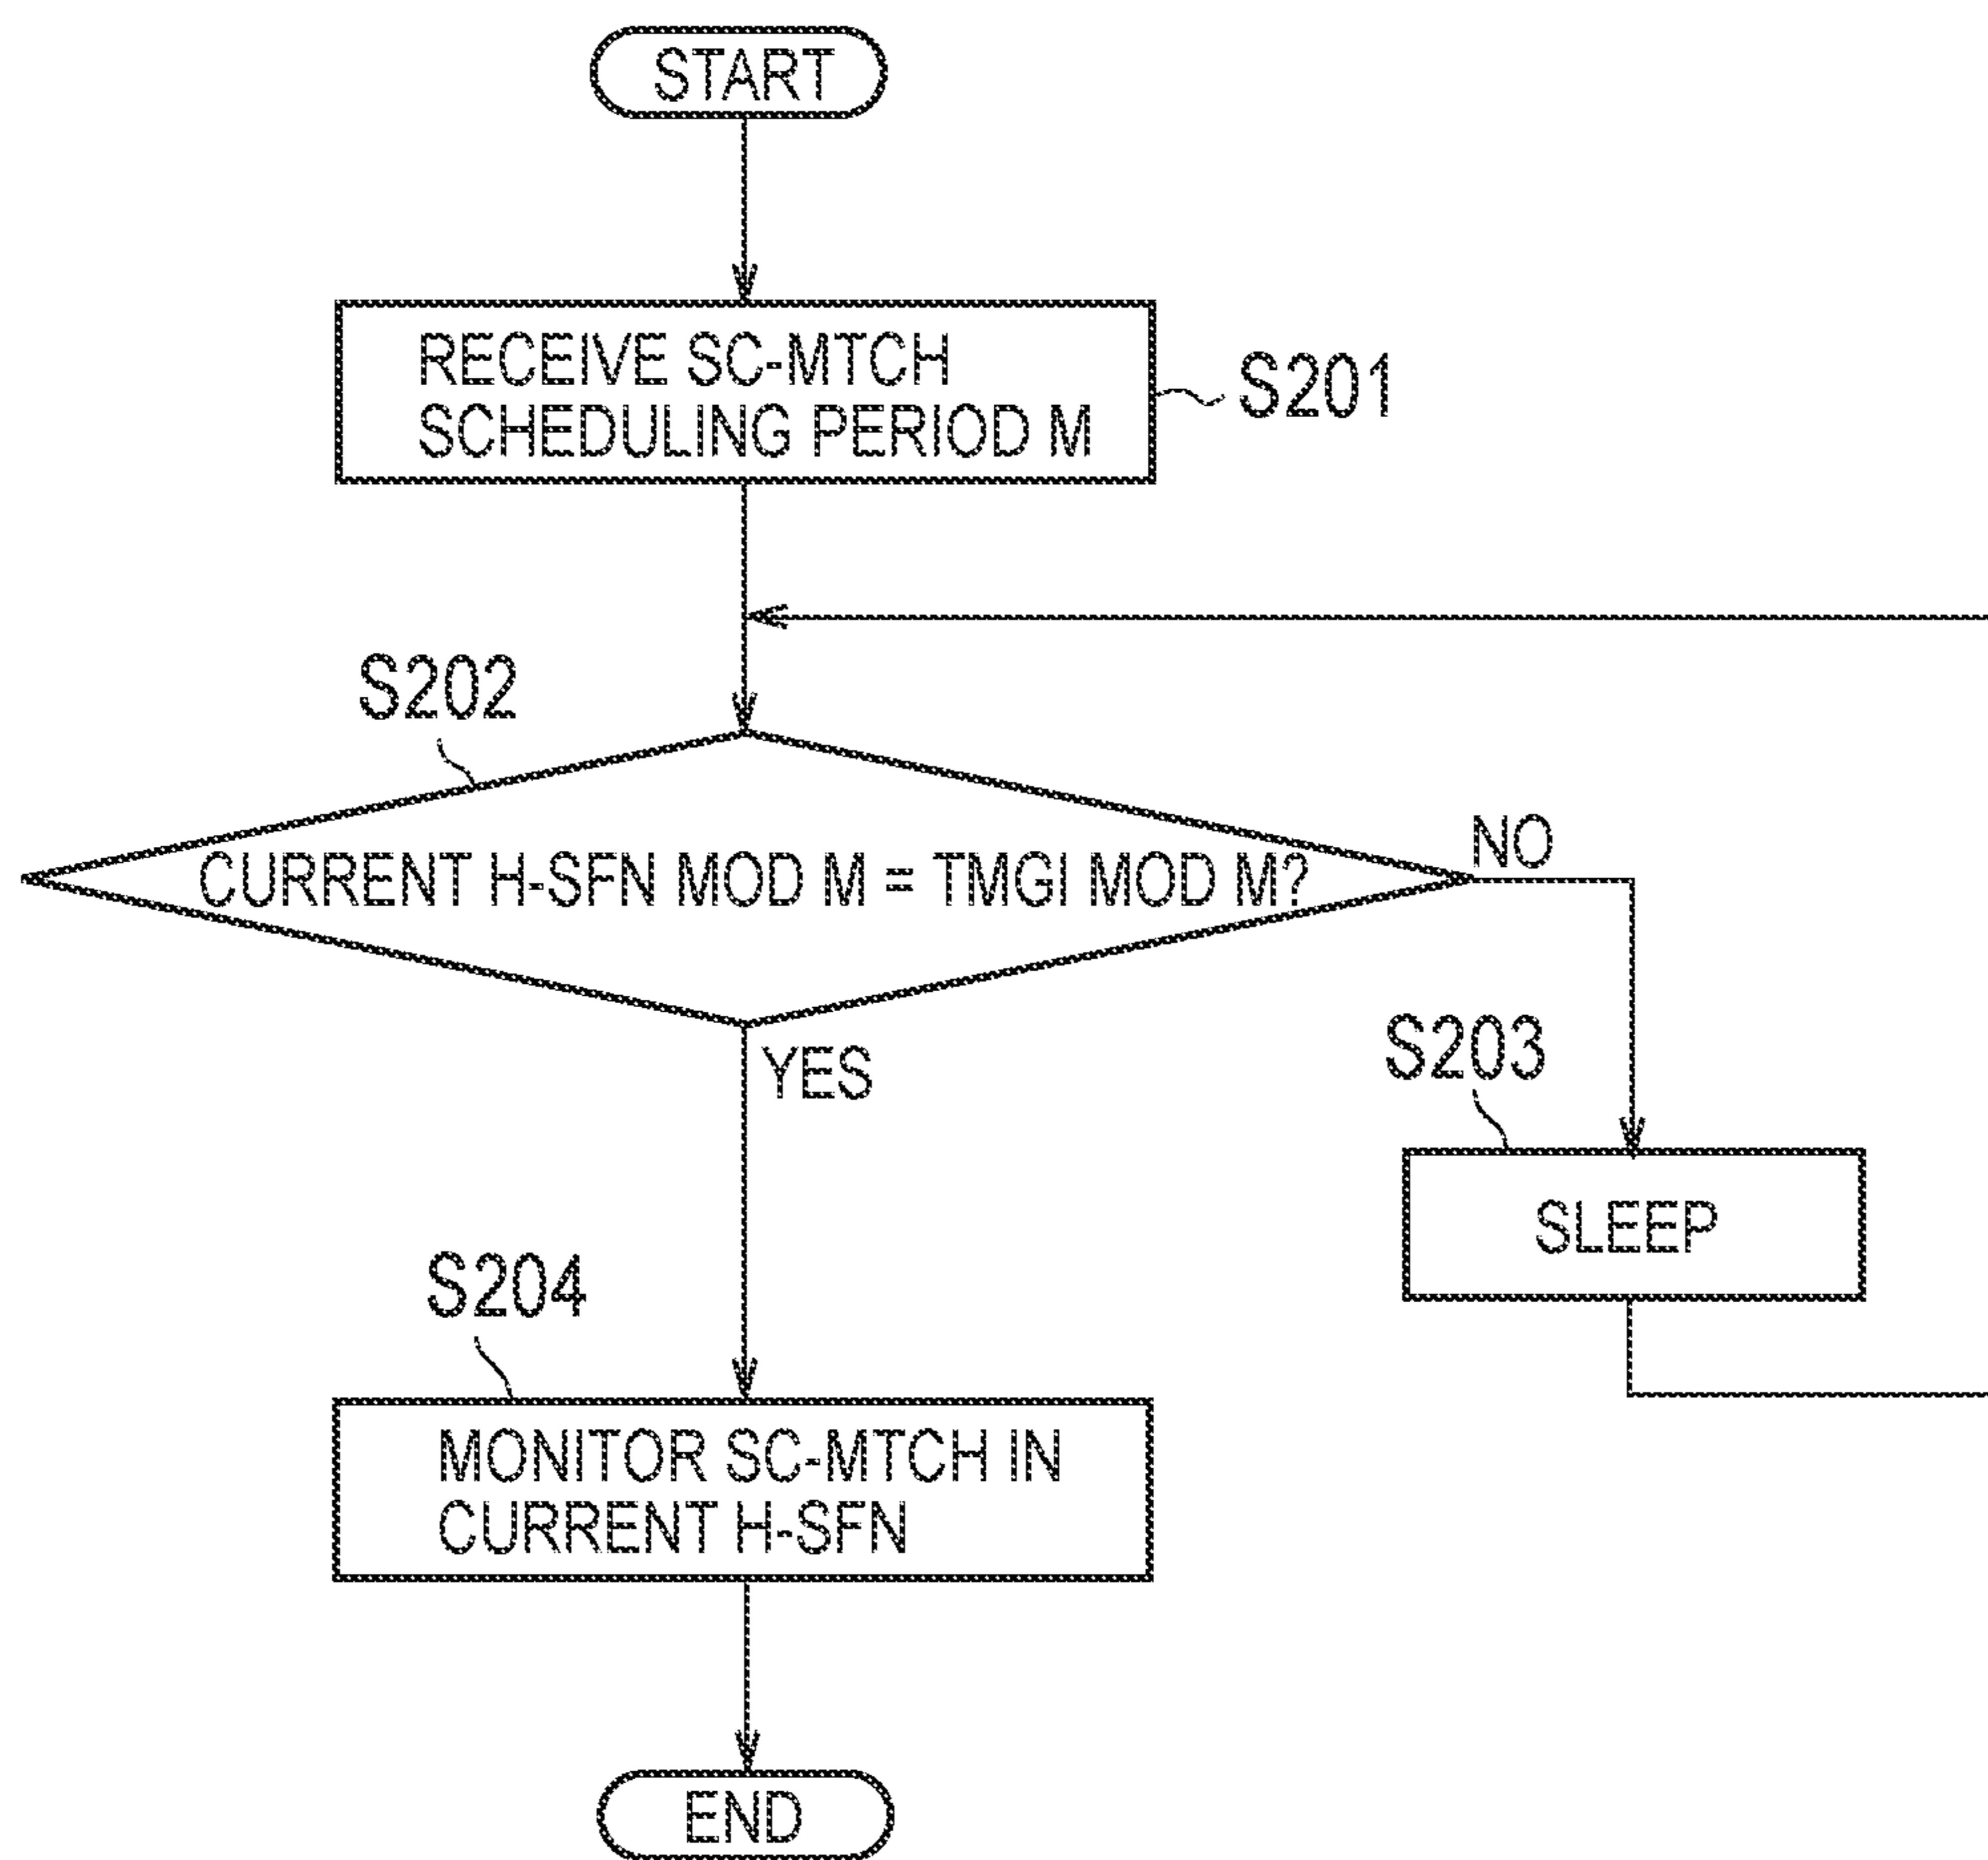 START
RECEIVE SC-MTCH
SCHEDULING PERIOD M
S201
S202
CURRENT H-SFN MOD M = TMGI MOD M?
NO
YES
S203
SLEEP
S204
MONITOR SC-MTCH IN
CURRENT H-SFN
END